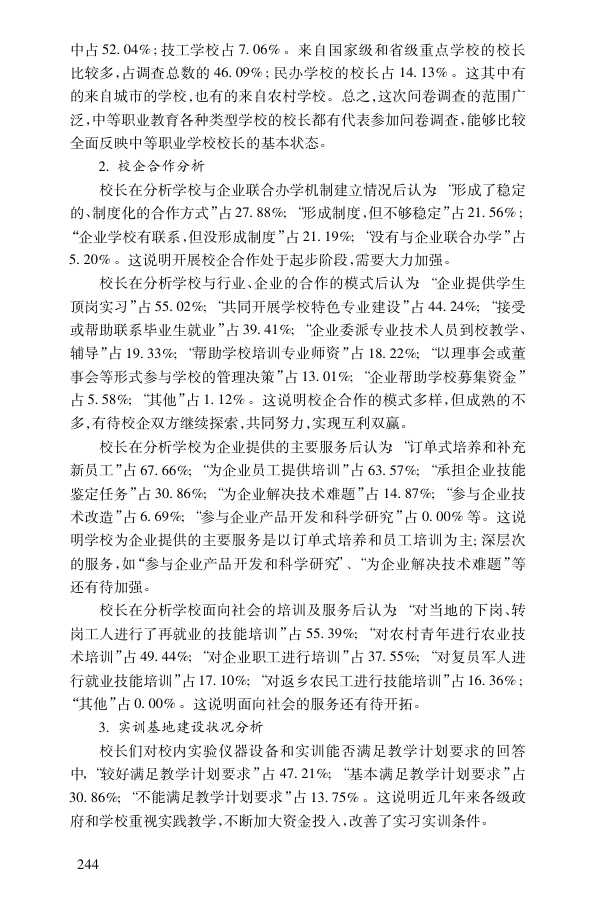 中占 52.04%;技工学校占 7.06%。来自国家级和省级重点学校的校长
比较多,占调查总数的 46.09%;民办学校的校长占 14.13%。这其中有
的来自城市的学校,也有的来自农村学校。总之,这次问卷调查的范围广
泛,中等职业教育各种类型学校的校长都有代表参加问卷调查,能够比较
全面反映中等职业学校校长的基本状态。
2. 校企合作分析
校长在分析学校与企业联合办学机制建立情况后认为:“形成了稳定
的、制度化的合作方式”占 27.88%;“形成制度,但不够稳定”占 21.56%;
“企业学校有联系,但没形成制度”占 21.19%;“没有与企业联合办学”占
5.20%。这说明开展校企合作处于起步阶段,需要大力加强。
校长在分析学校与行业、企业的合作的模式后认为:“企业提供学生
顶岗实习”占 55.02%;“共同开展学校特色专业建设”占 44.24%;“接受
或帮助联系毕业生就业”占 39.41%;“企业委派专业技术人员到校教学、
辅导”占 19.33%;“帮助学校培训专业师资”占 18.22%;“以理事会或董
事会等形式参与学校的管理决策”占 13.01%;“企业帮助学校募集资金”
占 5.58%;“其他”占 1.12%。这说明校企合作的模式多样,但成熟的不
多,有待校企双方继续探索,共同努力,实现互利双赢。
校长在分析学校为企业提供的主要服务后认为:“订单式培养和补充
新员工”占 67.66%;“为企业员工提供培训”占 63.57%;“承担企业技能
鉴定任务”占 30.86%;“为企业解决技术难题”占 14.87%;“参与企业技
术改造”占 6.69%;“参与企业产品开发和科学研究”占 0.00%等。这说
明学校为企业提供的主要服务是以订单式培养和员工培训为主;深层次
的服务,如“参与企业产品开发和科学研究”、“为企业解决技术难题”等
还有待加强。
校长在分析学校面向社会的培训及服务后认为:“对当地的下岗、转
岗工人进行了再就业的技能培训”占 55.39%;“对农村青年进行农业技
术培训”占 49.44%;“对企业职工进行培训”占 37.55%;“对复员军人进
行就业技能培训”占 17.10%;“对返乡农民工进行技能培训”占 16.36%;
“其他”占 0.00%。这说明面向社会的服务还有待开拓。
3. 实训基地建设状况分析
校长们对校内实验仪器设备和实训能否满足教学计划要求的回答
中,“较好满足教学计划要求”占 47.21%;“基本满足教学计划要求”占
30.86%;“不能满足教学计划要求”占 13.75%。这说明近几年来各级政
府和学校重视实践教学,不断加大资金投入,改善了实习实训条件。
244